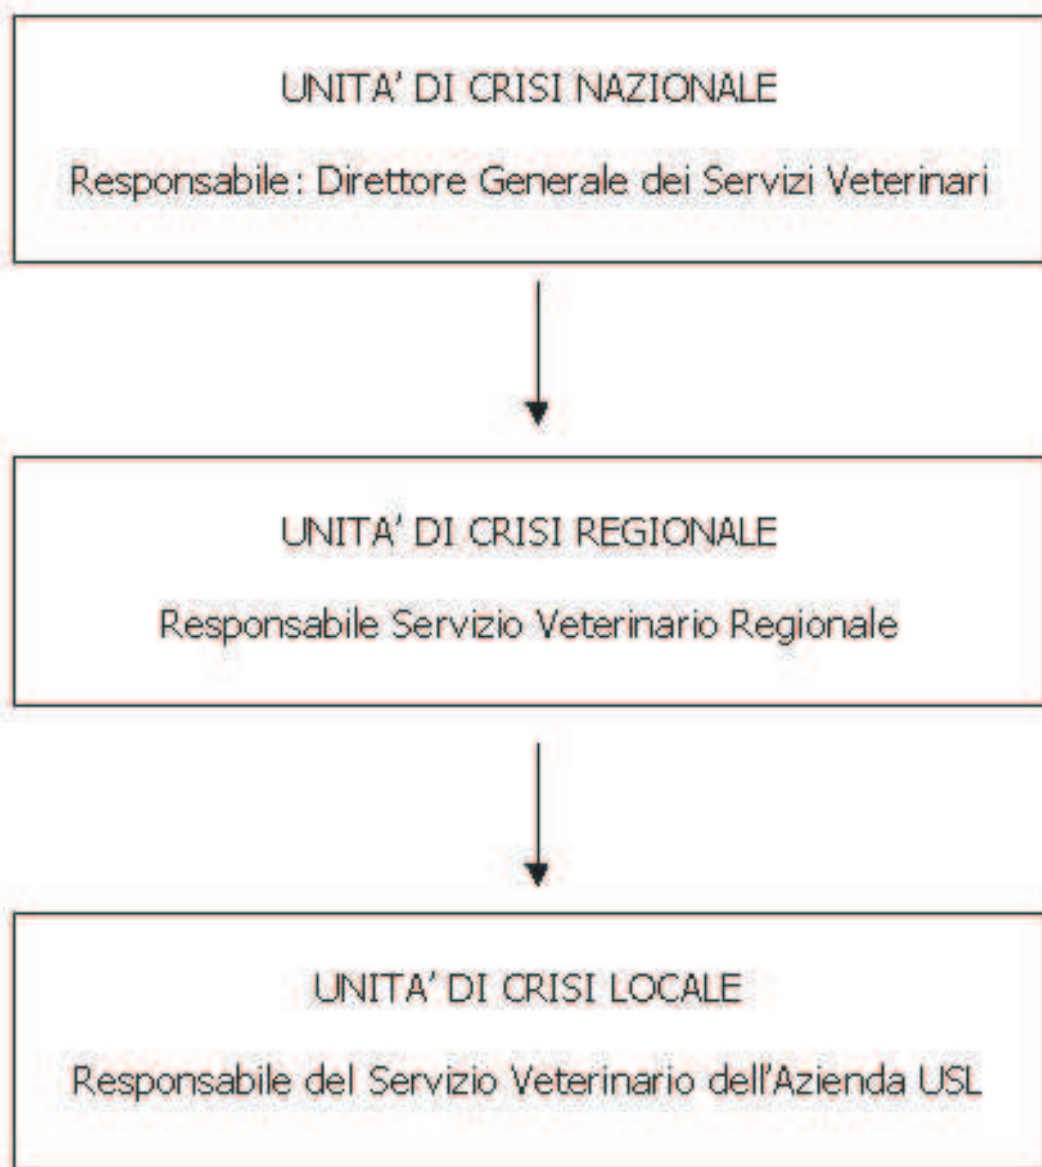 UNITA' DI CRISI NAZIONALE
Responsabile: Direttore Generale dei Servizi Veterinari
UNITA' DI CRISI REGIONALE
Responsabile Servizio Veterinario Regionale
UNITA' DI CRISI LOCALE
Responsabile del Servizio Veterinario dell'Azienda USL